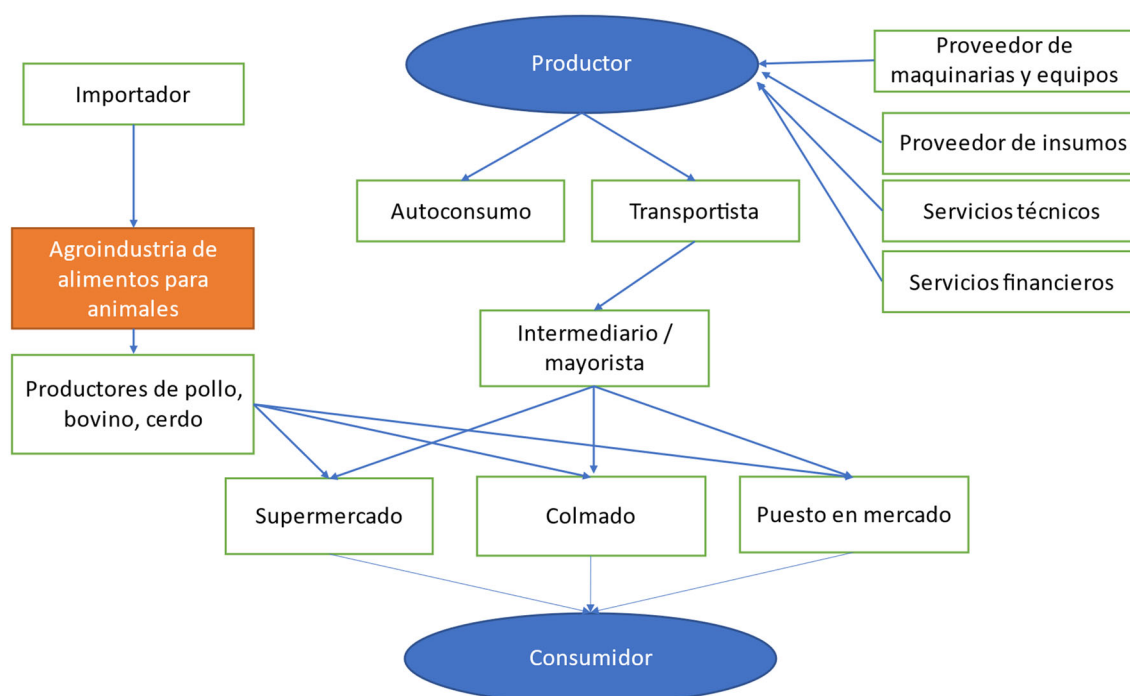 Productor
Proveedor de
maquinarias y equipos
Importador
Proveedor de insumos
Autoconsumo
Transportista
Servicios técnicos
Agroindustria de
alimentos para
animales
Servicios financieros
Intermediario /
mayorista
Productores de pollo,
bovino, cerdo
Supermercado
Colmado
Puesto en mercado
Consumidor